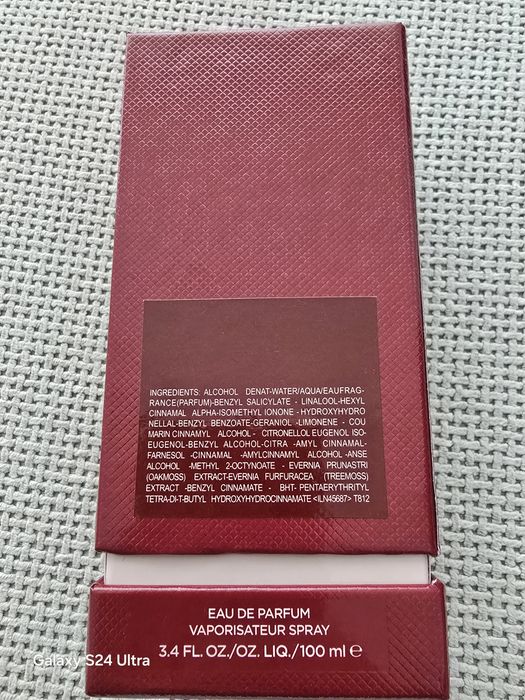 INGREDIENTS: ALCOHOL DENAT-WATER/AQUA/EAUFRAG-
RANCE(PARFUM)-BENZYL SALICYLATE - LINALOOL-HEXYL
CINNAMAL ALPHA-ISOMETHYL IONONE - HYDROXYHYDRO
NELLAL-BENZYL BENZOATE-GERANIOL -LIMONENE - COU
MARIN CINNAMYL ALCOHOL - CITRONELLOL EUGENOL ISO-
EUGENOL-BENZYL ALCOHOL-CITRA -AMYL CINNAMAL-
FARNESOL -CINNAMAL -AMYLCINNAMYL ALCOHOL -ANSE
ALCOHOL -METHYL 2-OCTYNOATE - EVERNIA PRUNASTRI
(OAKMOSS) EXTRACT-EVERNIA FURFURACEA (TREEMOSS)
EXTRACT -BENZYL CINNAMATE - BHT- PENTAERYTHRITYL
TETRA-DI-T-BUTYL HYDROXYHYDROCINNAMATE <ILN45687> T812
EAU DE PARFUM
VAPORISATEUR SPRAY
3.4 FL. OZ./OZ. LIQ./100 ml ℮
Galaxy S24 Ultra